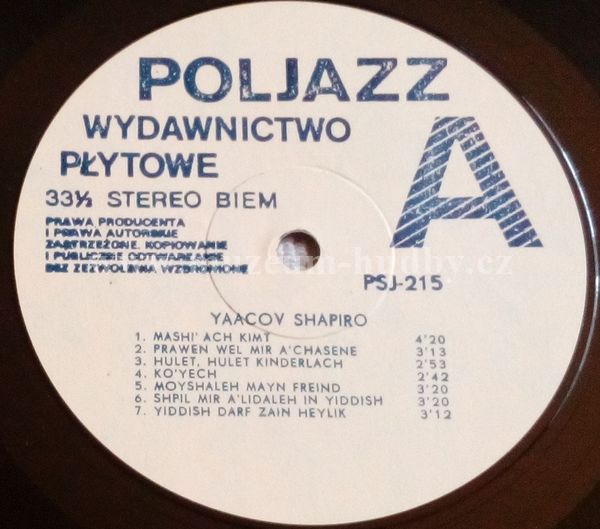 POLJAZZ
WYDAWNICTWO
PŁYTOWE
A
33⅓ STEREO BIEM
PRAWA PRODUCENTA
I PRAWA AUTORSKIE
ZASTRZEŻONE. KOPIOWANIE
I PUBLICZNE ODTWARZANIE
BEZ ZEZWOLENIA WZBRONIONE
muzeum-hudby.cz
PSJ-215
YAACOV SHAPIRO
1. MASHI'ACH KIMT 4'20
2. PRAWEN WEL MIR A'CHASENE 3'13
3. HULET, HULET KINDERLACH 2'53
4. KO'YECH 2'42
5. MOYSHALEH MAYN FREIND 3'20
6. SHPIL MIR A'LIDALEH IN YIDDISH 3'20
7. YIDDISH DARF ZAIN HEYLIK 3'12